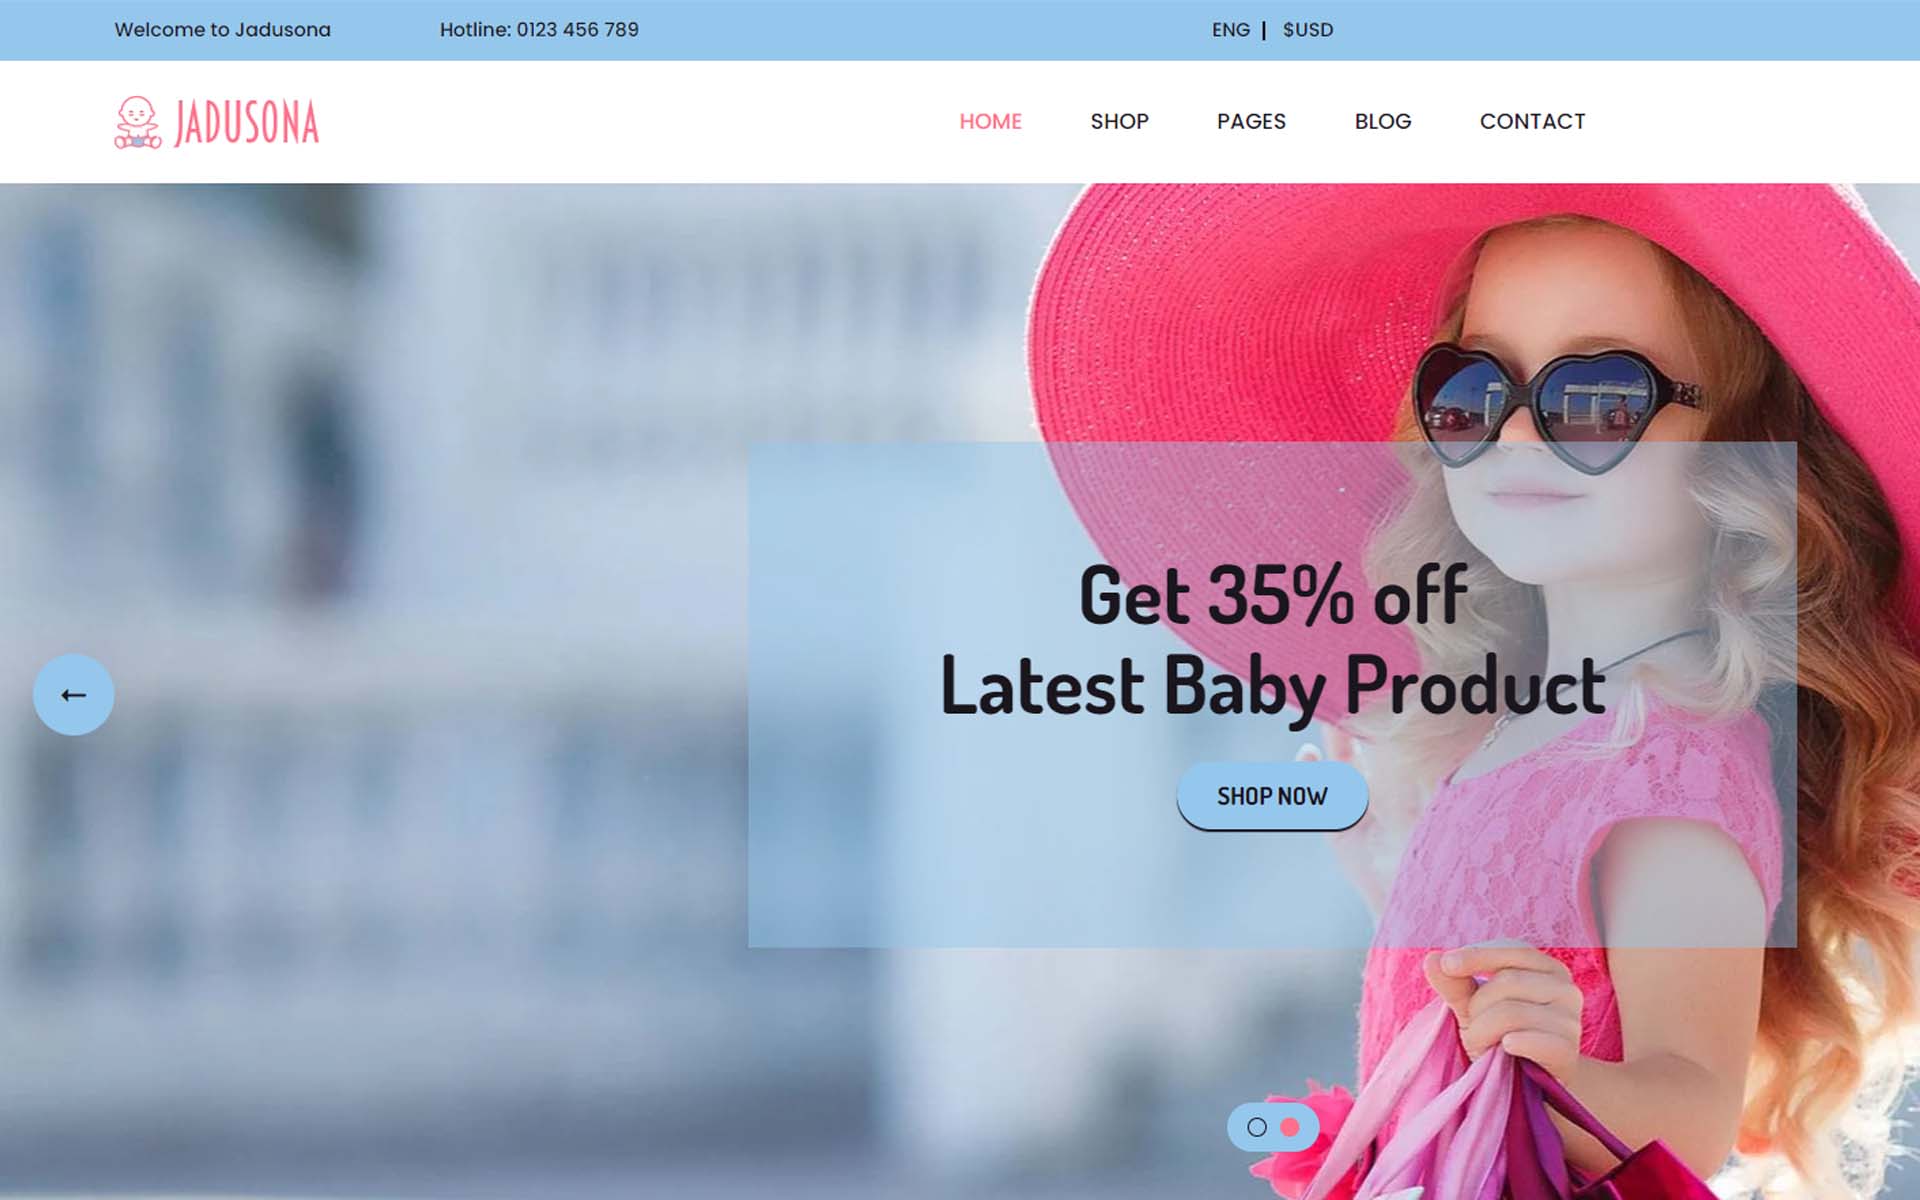 Welcome to Jadusona Hotline: 0123 456 789 ENG | $USD
JADUSONA HOME SHOP PAGES BLOG CONTACT
Get 35% off
Latest Baby Product
SHOP NOW